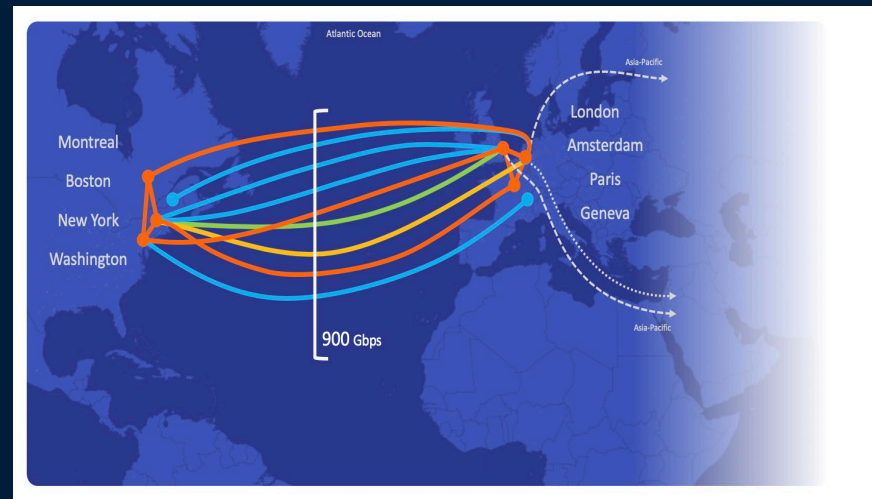 Atlantic Ocean
Asia-Pacific
Montreal
Boston
New York
Washington
London
Amsterdam
Paris
Geneva
900 Gbps
Asia-Pacific